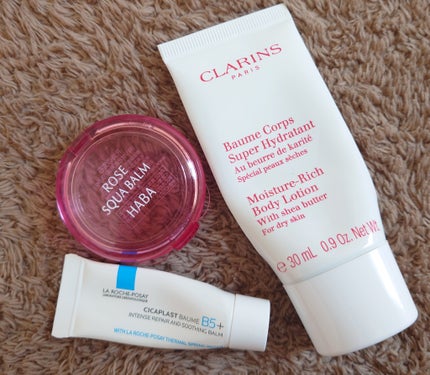 CLARINS
PARIS
Baume Corps
Super Hydratant
Au beurre de karité
Spécial peaux sèches
Moisture-Rich
Body Lotion
With shea butter
For dry skin
e 30 mL 0.9 Oz. Net Wt.
ROSE
SQUA BALM
HABA
LA ROCHE-POSAY
LABORATOIRE DERMATOLOGIQUE
CICAPLAST BAUME B5+
INTENSE REPAIR AND SOOTHING BALM
WITH LA ROCHE-POSAY THERMAL SPRING